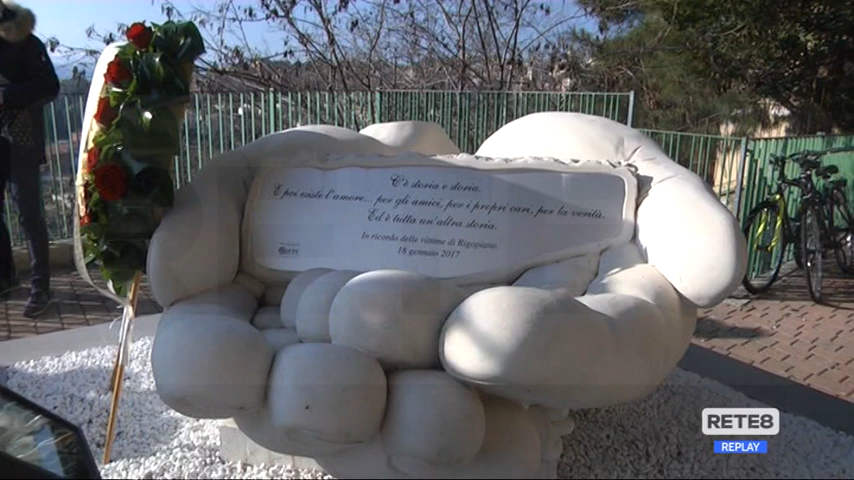 C'è storia e storia.
E poi esiste l'amore... per gli amici, per i propri cari, per la verità.
Ed è tutta un'altra storia.
In ricordo delle vittime di Rigopiano.
18 gennaio 2017
RETE8
REPLAY